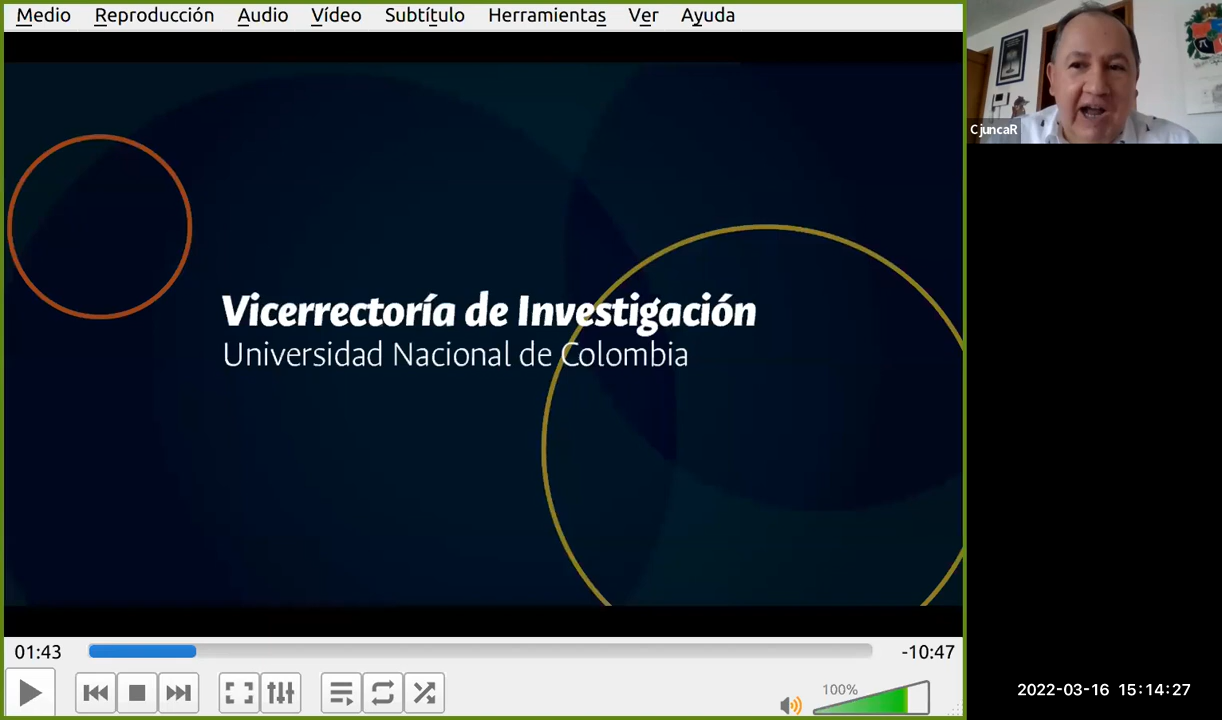 Medio Reproducción Audio Vídeo Subtítulo Herramientas Ver Ayuda
CjuncaR
Vicerrectoría de Investigación
Universidad Nacional de Colombia
01:43 -10:47
100%
2022-03-16 15:14:27